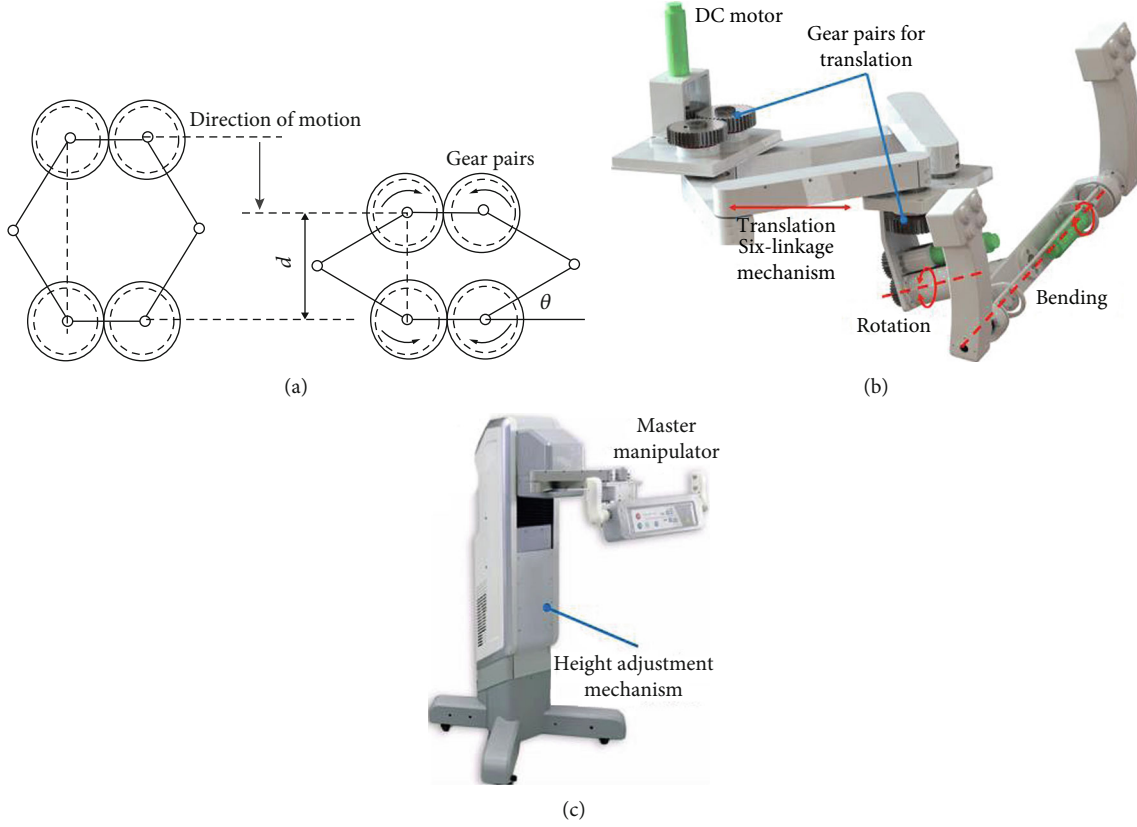 Direction of motion
Gear pairs
d
θ
(a)
DC motor
Gear pairs for
translation
Translation
Six-linkage
mechanism
Rotation
Bending
(b)
Master
manipulator
Height adjustment
mechanism
(c)